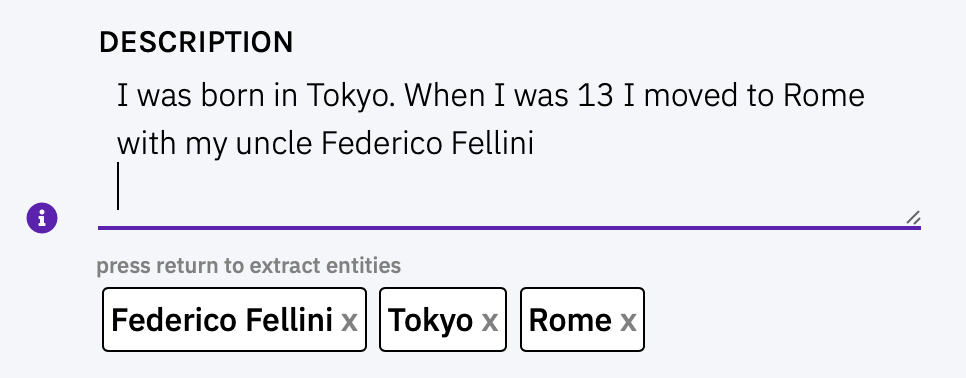 DESCRIPTION
I was born in Tokyo. When I was 13 I moved to Rome
with my uncle Federico Fellini
press return to extract entities
Federico Fellini x Tokyo x Rome x